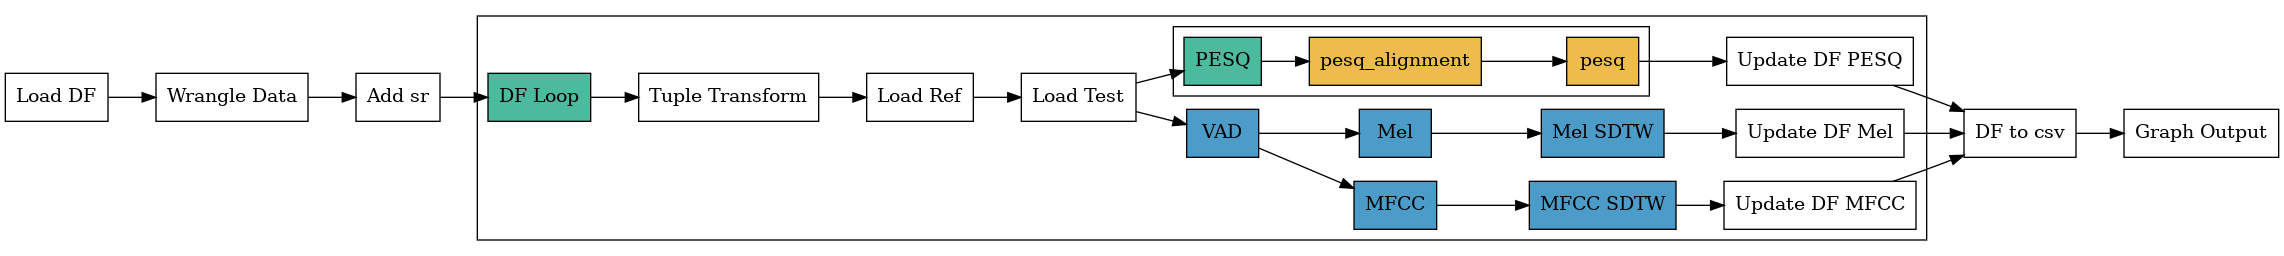 Load DF
Wrangle Data
Add sr
DF Loop
Tuple Transform
Load Ref
Load Test
PESQ
pesq_alignment
pesq
Update DF PESQ
VAD
Mel
Mel SDTW
Update DF Mel
MFCC
MFCC SDTW
Update DF MFCC
DF to csv
Graph Output